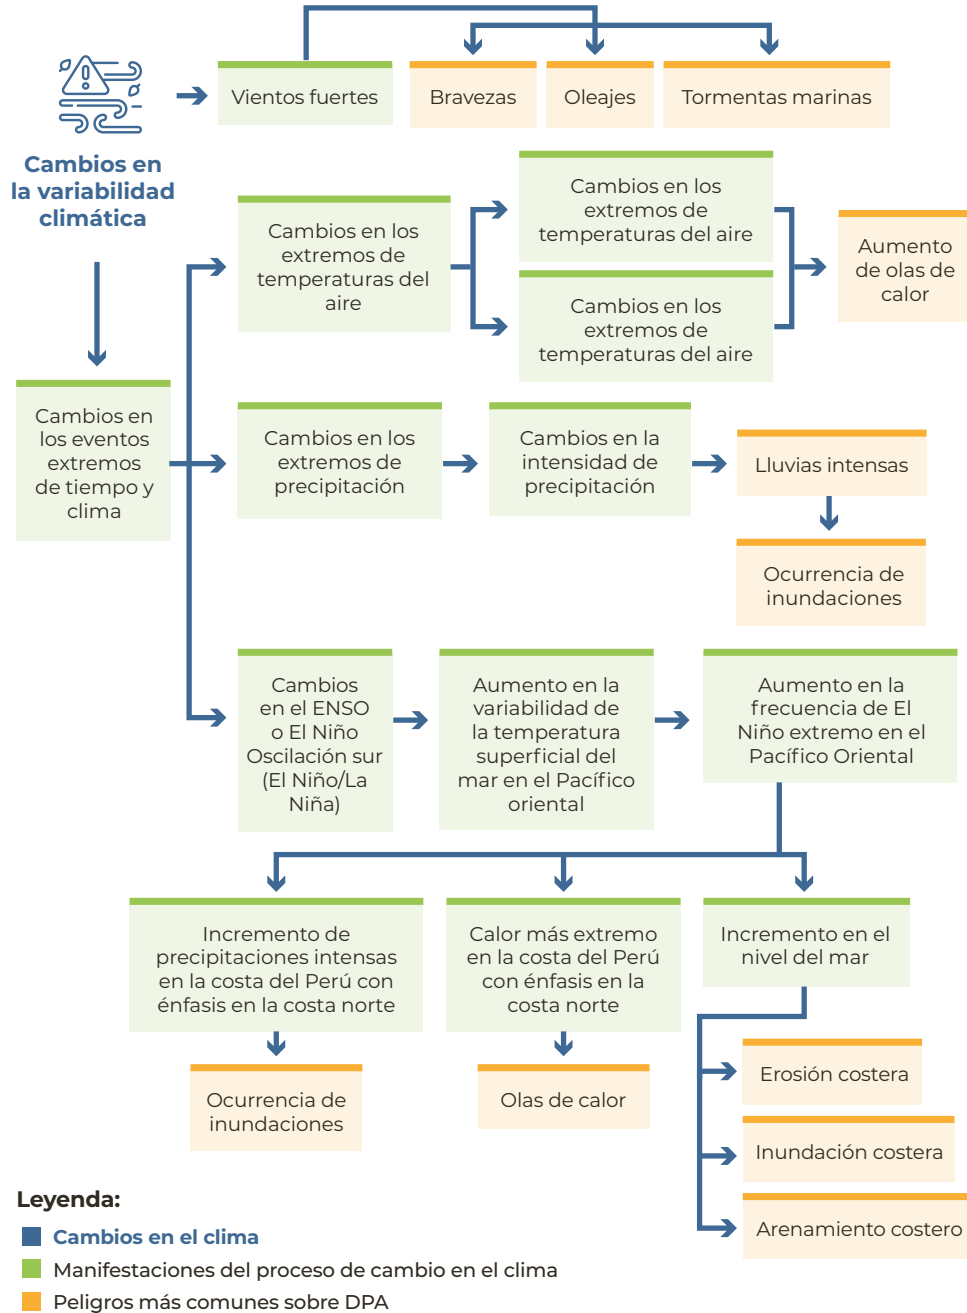 Cambios en
la variabilidad
climática
Vientos fuertes
Bravezas
Oleajes
Tormentas marinas
Cambios en
los eventos
extremos
de tiempo y
clima
Cambios en los
extremos de
temperaturas del
aire
Cambios en los
extremos de
temperaturas del aire
Cambios en los
extremos de
temperaturas del aire
Aumento
de olas de
calor
Cambios en los
extremos de
precipitación
Cambios en la
intensidad de
precipitación
Lluvias intensas
Ocurrencia de
inundaciones
Cambios
en el ENSO
o El Niño
Oscilación sur
(El Niño/La
Niña)
Aumento en la
variabilidad de
la temperatura
superficial del
mar en el Pacífico
oriental
Aumento en la
frecuencia de El
Niño extremo en el
Pacífico Oriental
Incremento de
precipitaciones intensas
en la costa del Perú con
énfasis en la costa norte
Calor más extremo
en la costa del Perú
con énfasis en la
costa norte
Incremento en el
nivel del mar
Ocurrencia de
inundaciones
Olas de calor
Erosión costera
Inundación costera
Arenamiento costero
Leyenda:
Cambios en el clima
Manifestaciones del proceso de cambio en el clima
Peligros más comunes sobre DPA